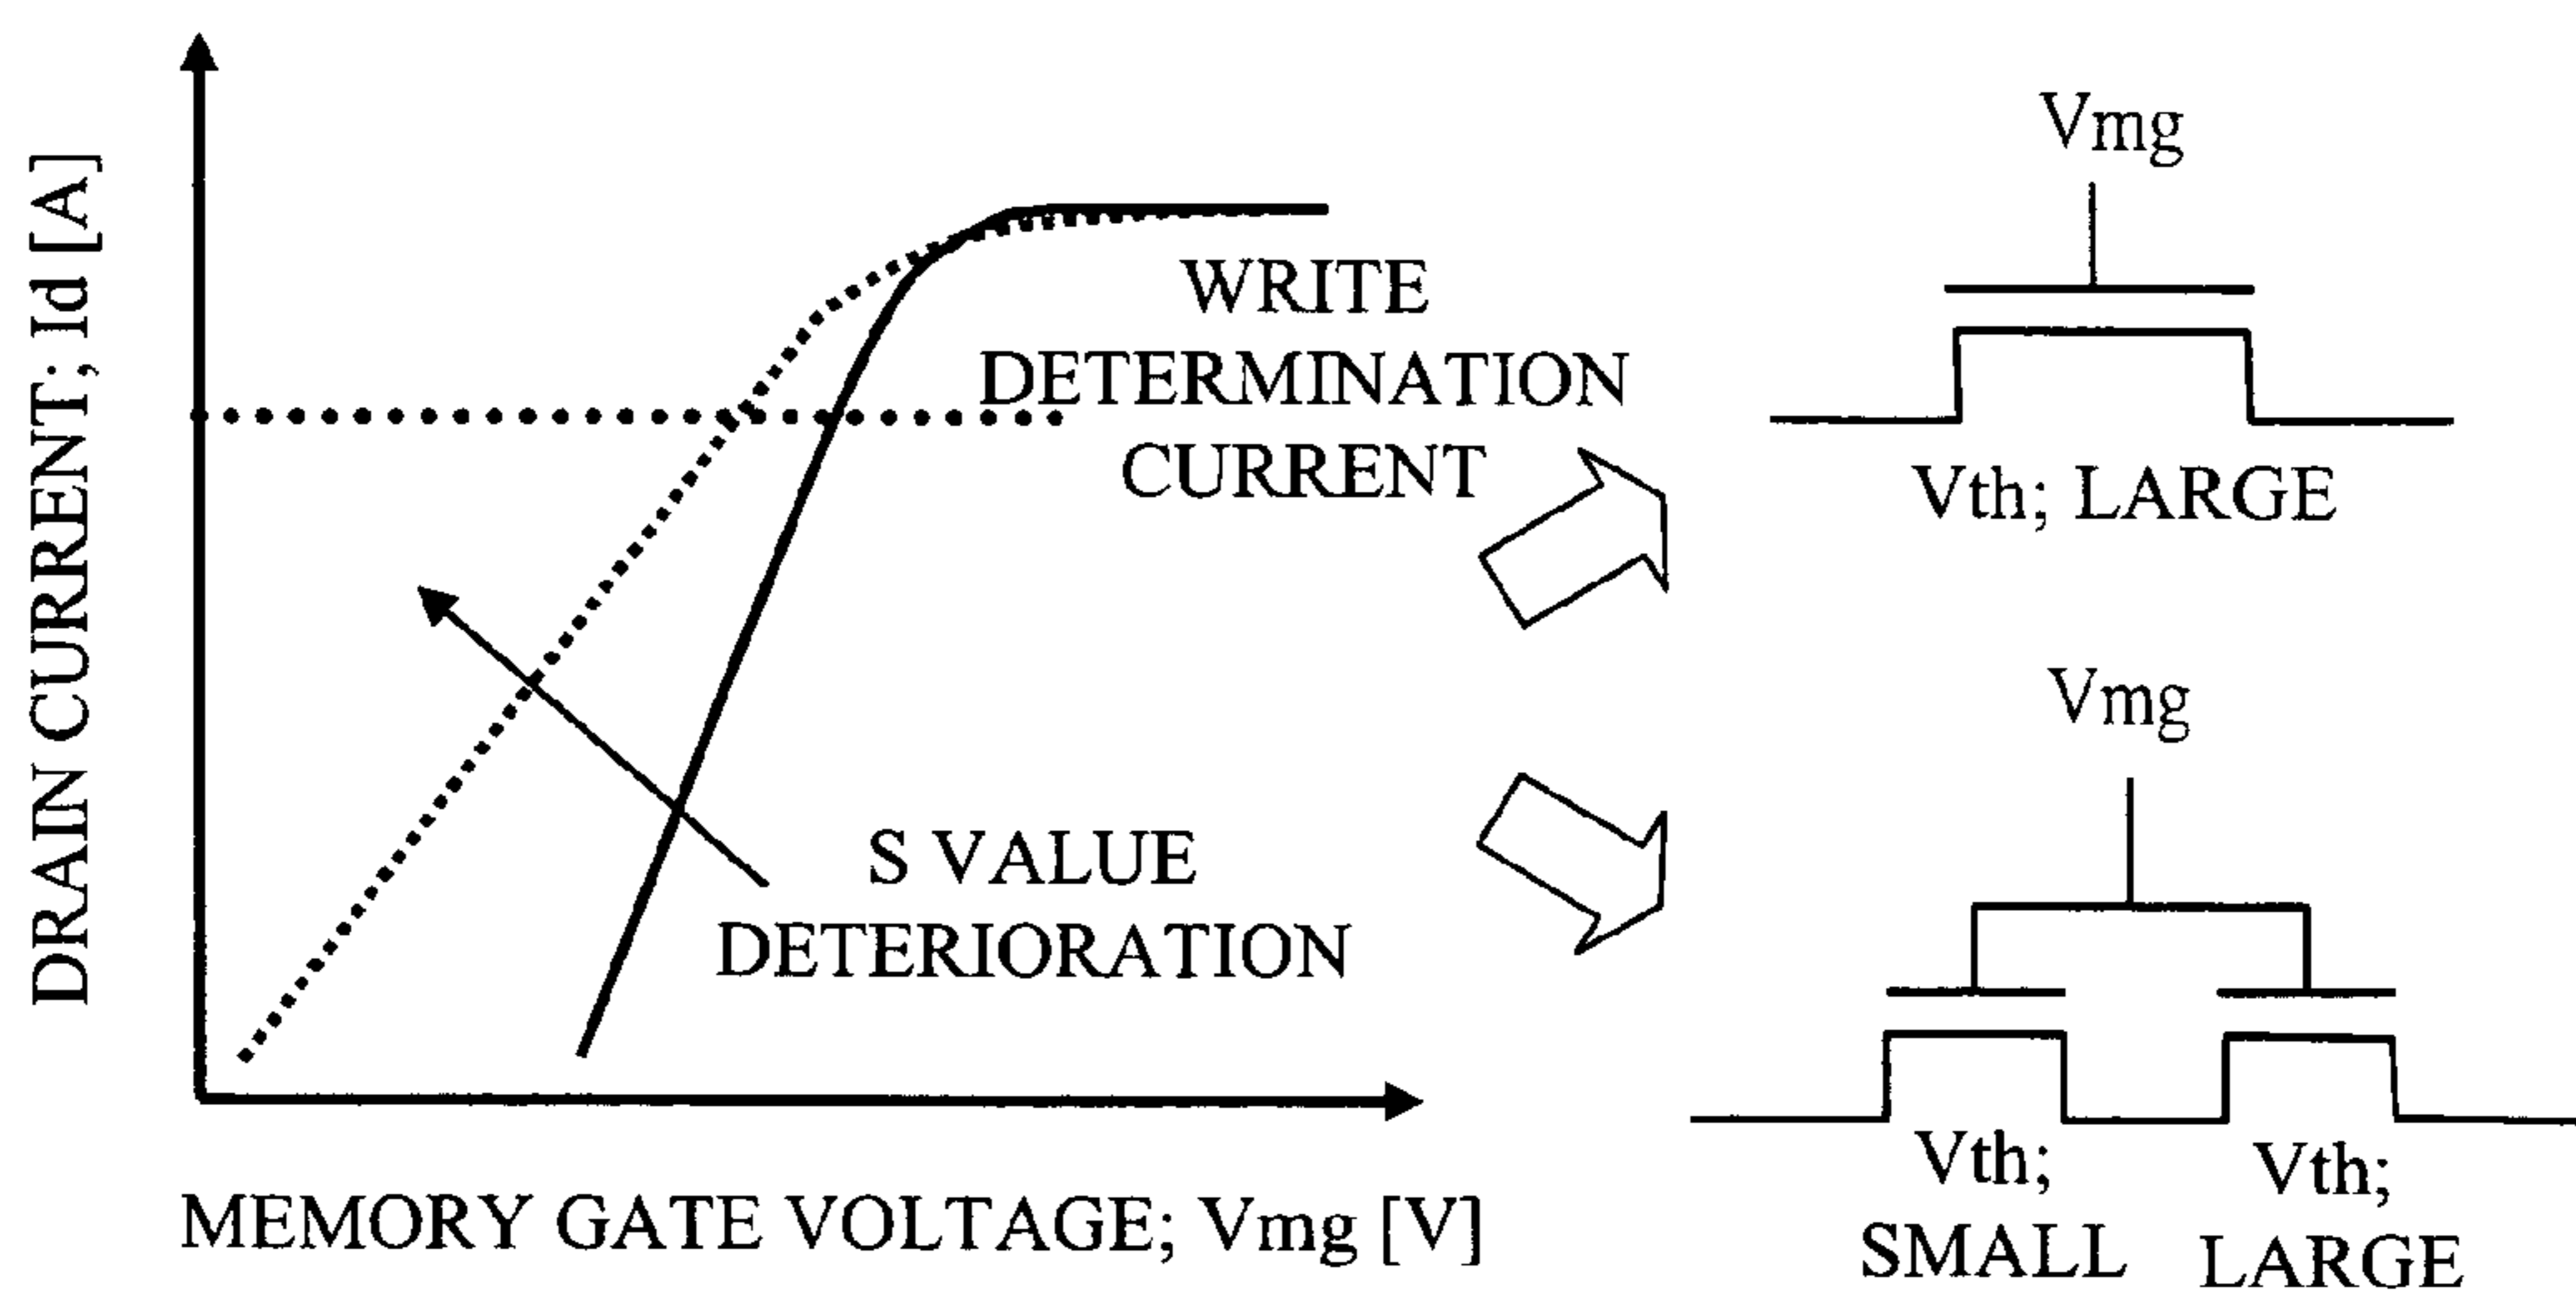 DRAIN CURRENT; Id [A]
WRITE
DETERMINATION
CURRENT
S VALUE
DETERIORATION
MEMORY GATE VOLTAGE; Vmg [V]
Vmg
Vth; LARGE
Vmg
Vth;
SMALL
Vth;
LARGE